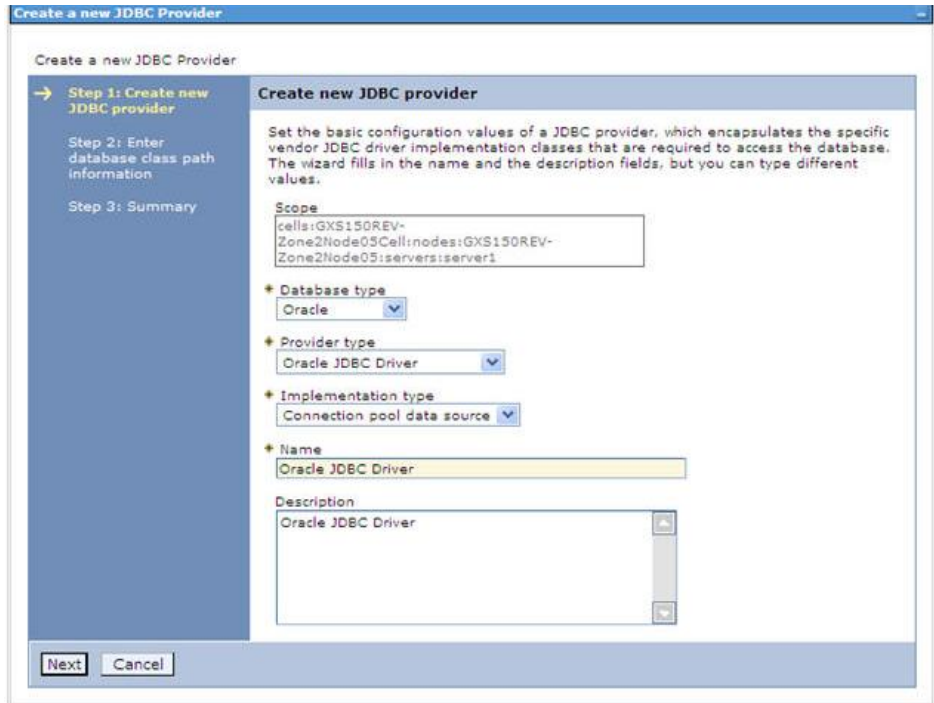 Create a new JDBC Provider
Create a new JDBC Provider
Step 1: Create new
JDBC provider
Step 2: Enter
database class path
information
Step 3: Summary
Create new JDBC provider
Set the basic configuration values of a JDBC provider, which encapsulates the specific
vendor JDBC driver implementation classes that are required to access the database.
The wizard fills in the name and the description fields, but you can type different
values.
Scope
cells:GXS150REV-
Zone2Node05Cell:nodes:GXS150REV-
Zone2Node05:servers:server1
Database type
Oracle
Provider type
Oracle JDBC Driver
Implementation type
Connection pool data source
Name
Oracle JDBC Driver
Description
Oracle JDBC Driver
Next
Cancel